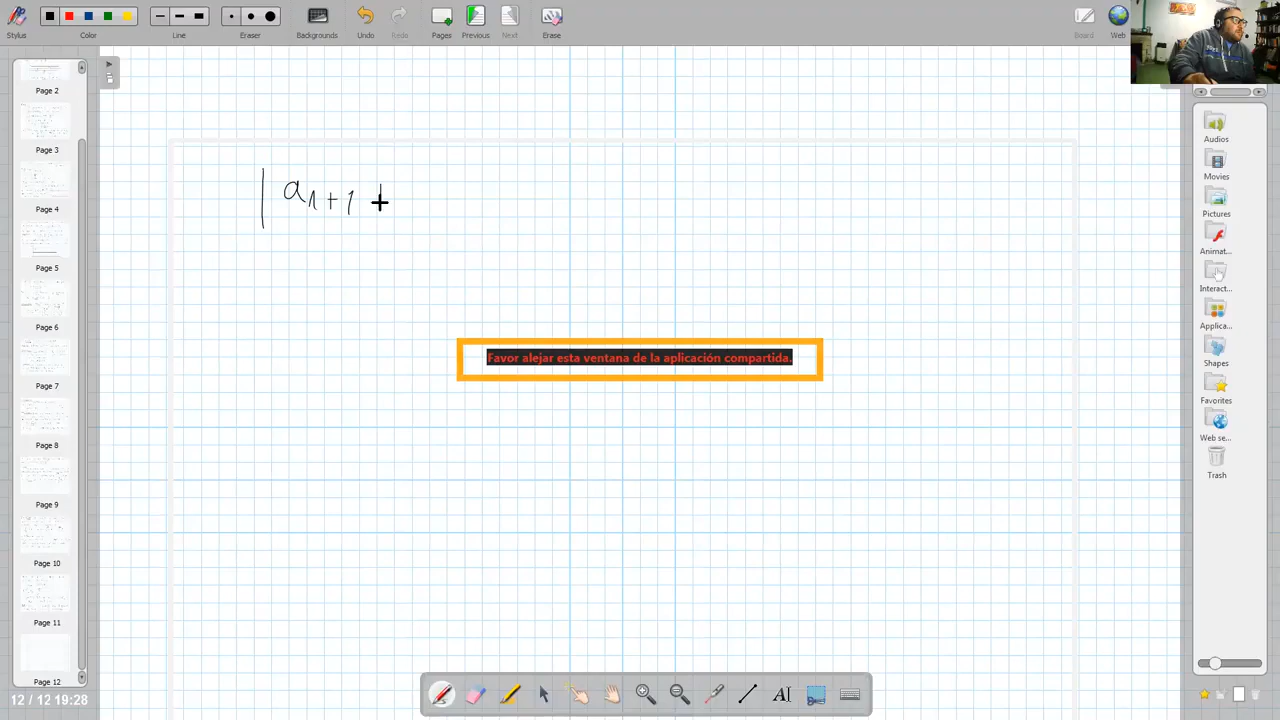 Stylus
Color
Line
Eraser
Backgrounds
Undo
Redo
Pages
Previous
Next
Erase
Board
Web
Page 2
Page 3
Page 4
Page 5
Page 6
Page 7
Page 8
Page 9
Page 10
Page 11
Page 12
12 / 12 19:28
| a_{n+1} +
Favor alejar esta ventana de la aplicación compartida.
Audios
Movies
Pictures
Animat...
Interact...
Applica...
Shapes
Favorites
Web se...
Trash